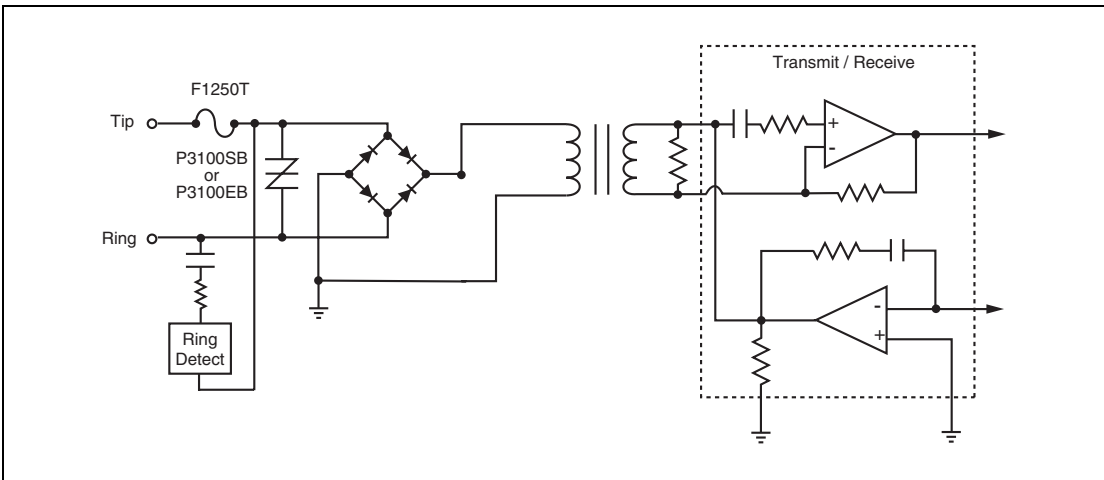 Transmit / Receive
F1250T
Tip
P3100SB
or
P3100EB
Ring
Ring
Detect
+
-
-
+